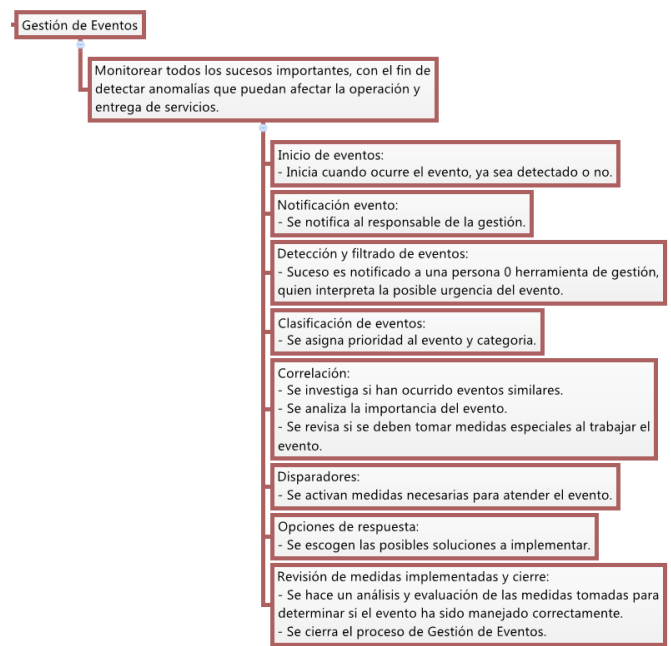 Gestión de Eventos
Monitorear todos los sucesos importantes, con el fin de
detectar anomalías que puedan afectar la operación y
entrega de servicios.
Inicio de eventos:
- Inicia cuando ocurre el evento, ya sea detectado o no.
Notificación evento:
- Se notifica al responsable de la gestión.
Detección y filtrado de eventos:
- Suceso es notificado a una persona 0 herramienta de gestión,
quien interpreta la posible urgencia del evento.
Clasificación de eventos:
- Se asigna prioridad al evento y categoria.
Correlación:
- Se investiga si han ocurrido eventos similares.
- Se analiza la importancia del evento.
- Se revisa si se deben tomar medidas especiales al trabajar el
evento.
Disparadores:
- Se activan medidas necesarias para atender el evento.
Opciones de respuesta:
- Se escogen las posibles soluciones a implementar.
Revisión de medidas implementadas y cierre:
- Se hace un análisis y evaluación de las medidas tomadas para
determinar si el evento ha sido manejado correctamente.
- Se cierra el proceso de Gestión de Eventos.